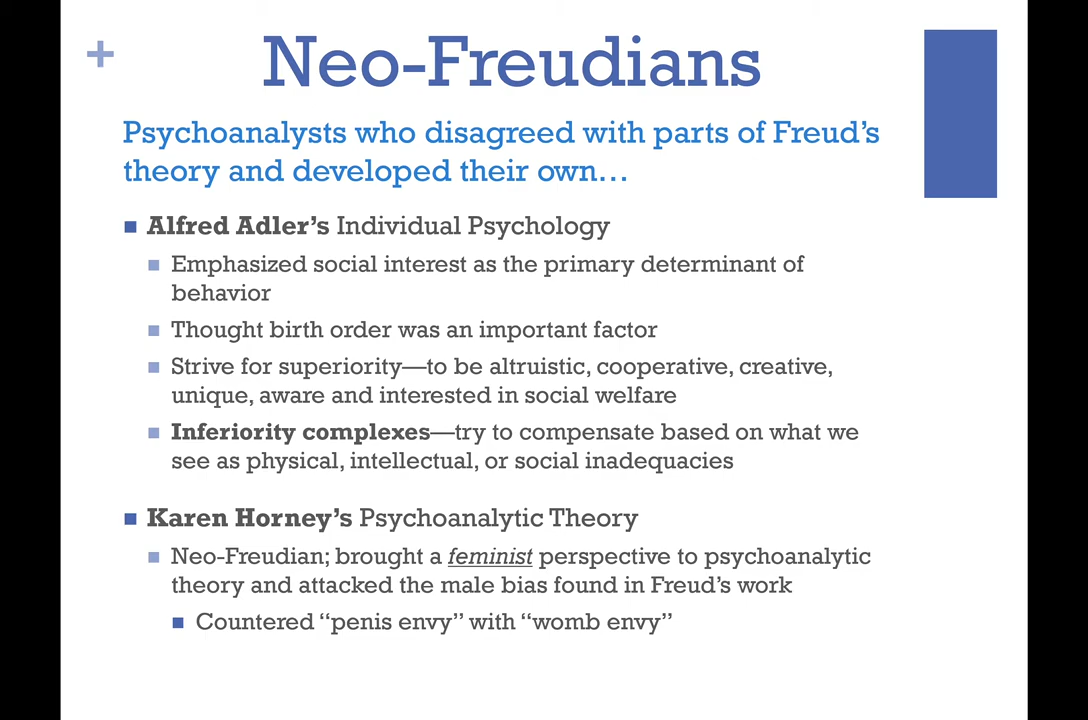 +
Neo-Freudians
Psychoanalysts who disagreed with parts of Freud’s
theory and developed their own…
■ Alfred Adler’s Individual Psychology
■ Emphasized social interest as the primary determinant of
behavior
■ Thought birth order was an important factor
■ Strive for superiority—to be altruistic, cooperative, creative,
unique, aware and interested in social welfare
■ Inferiority complexes—try to compensate based on what we
see as physical, intellectual, or social inadequacies
■ Karen Horney’s Psychoanalytic Theory
■ Neo-Freudian; brought a feminist perspective to psychoanalytic
theory and attacked the male bias found in Freud’s work
■ Countered “penis envy” with “womb envy”